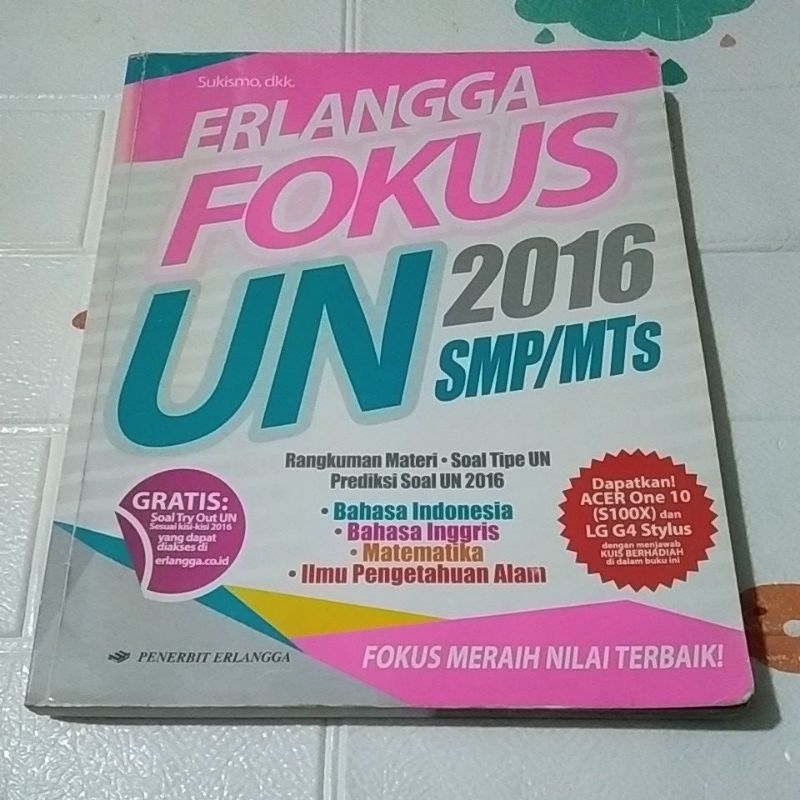 Sukismo, dkk.
ERLANGGA
FOKUS
UN
2016
SMP/MTs
Rangkuman Materi • Soal Tipe UN
Prediksi Soal UN 2016
• Bahasa Indonesia
• Bahasa Inggris
• Matematika
• Ilmu Pengetahuan Alam
GRATIS:
Soal Try Out UN
Sesuai kisi-kisi 2016
yang dapat
diakses di
erlangga.co.id
Dapatkan!
ACER One 10
(S100X) dan
LG G4 Stylus
dengan menjawab
KUIS BERHADIAH
di dalam buku ini
PENERBIT ERLANGGA
FOKUS MERAIH NILAI TERBAIK!